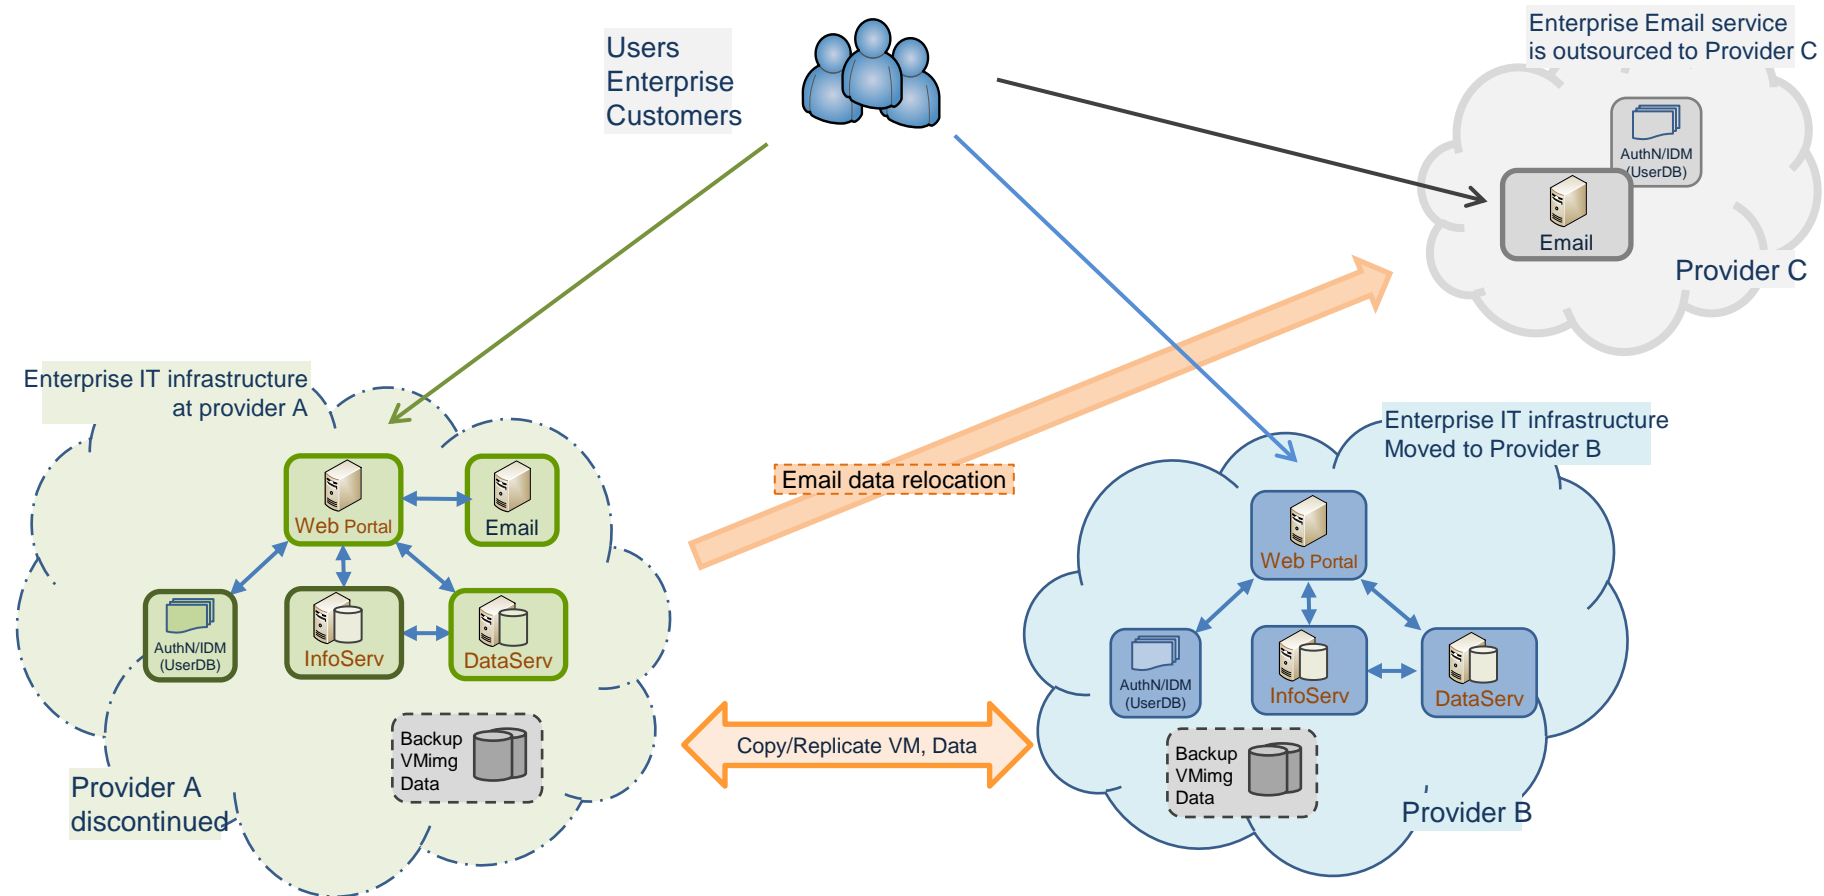 Users
Enterprise
Customers
Enterprise Email service
is outsourced to Provider C
AuthN/IDM
(UserDB)
Email
Provider C
Enterprise IT infrastructure
at provider A
Web Portal
Email
AuthN/IDM
(UserDB)
InfoServ
DataServ
Backup
VMimg
Data
Provider A
discontinued
Email data relocation
Copy/Replicate VM, Data
Enterprise IT infrastructure
Moved to Provider B
Web Portal
AuthN/IDM
(UserDB)
InfoServ
DataServ
Backup
VMimg
Data
Provider B